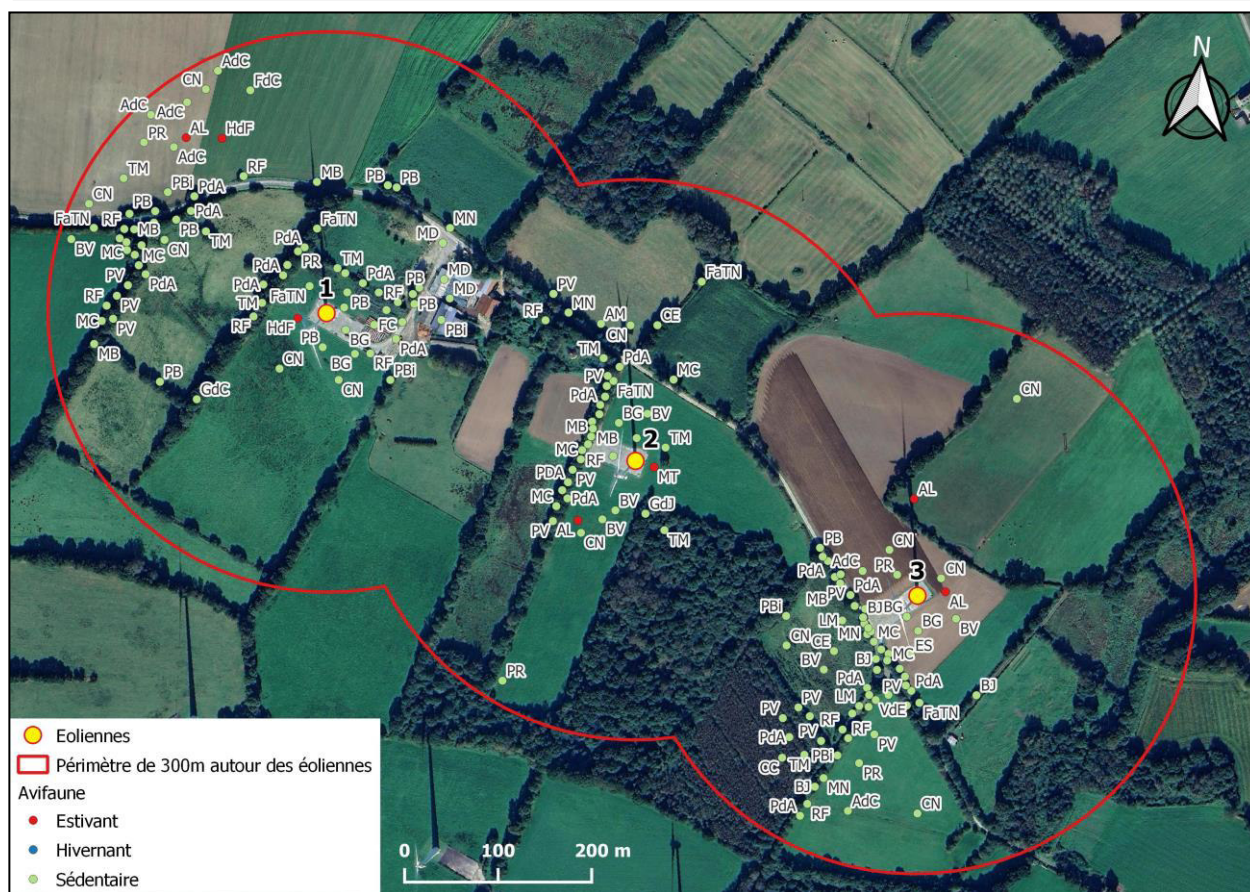 N
AdC
CN
FdC
AdC
AdC
AL
HdF
PR
AdC
TM
RF
MB
PB
PB
PBi
PdA
CN
PB
PdA
FaTN
RF
MB
PB
TM
FaTN
MN
MD
BV
MC
MC
CN
PdA
PR
PV
PdA
PdA
TM
PdA
MD
PdA
FaTN
1
PB
RF
PB
MD
RF
PV
TM
PB
MC
PV
RF
HdF
FC
PBi
MB
PB
BG
PdA
BG
RF
CN
CN
PBi
PB
GdC
FaTN
PV
MN
RF
AM
CE
CN
TM
PdA
PV
MC
FaTN
PdA
BG
BV
MB
2
MB
TM
MC
RF
PDA
MT
PV
MC
PdA
BV
GdJ
PV
AL
BV
CN
TM
PR
CN
AL
PB
CN
AdC
PR
PdA
3
CN
PdA
PV
MB
BJ
BG
AL
PBi
LM
BG
BV
MN
MC
CN
CE
ES
MC
BJ
BV
PdA
PdA
PV
BJ
LM
VdE
FaTN
PV
PV
RF
PdA
PV
RF
PV
PBi
CC
TM
PR
MN
BJ
PdA
RF
AdC
CN
Eoliennes
Périmètre de 300m autour des éoliennes
Avifaune
Estivant
Hivernant
Sédentaire
0 100 200 m